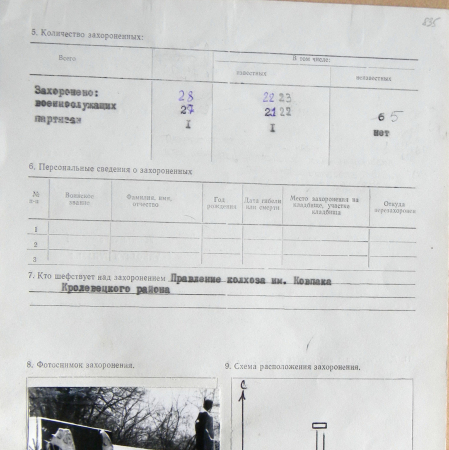 235
5. Количество захороненных:
Всего
В том числе:
известных
неизвестных
Захоронено: 28 22 23 6 5
военнослужащих 27 21 22
партизан I I нет
6. Персональные сведения о захороненных
№ п-п Воинское звание Фамилия, имя, отчество Год рождения Дата гибели или смерти Место захоронения на кладбище, участке кладбища Откуда перезахоронен
1
2
3
7. Кто шефствует над захоронением Правление колхоза им. Ковпака
Кролевецкого района
8. Фотоснимок захоронения.
9. Схема расположения захоронения.
С